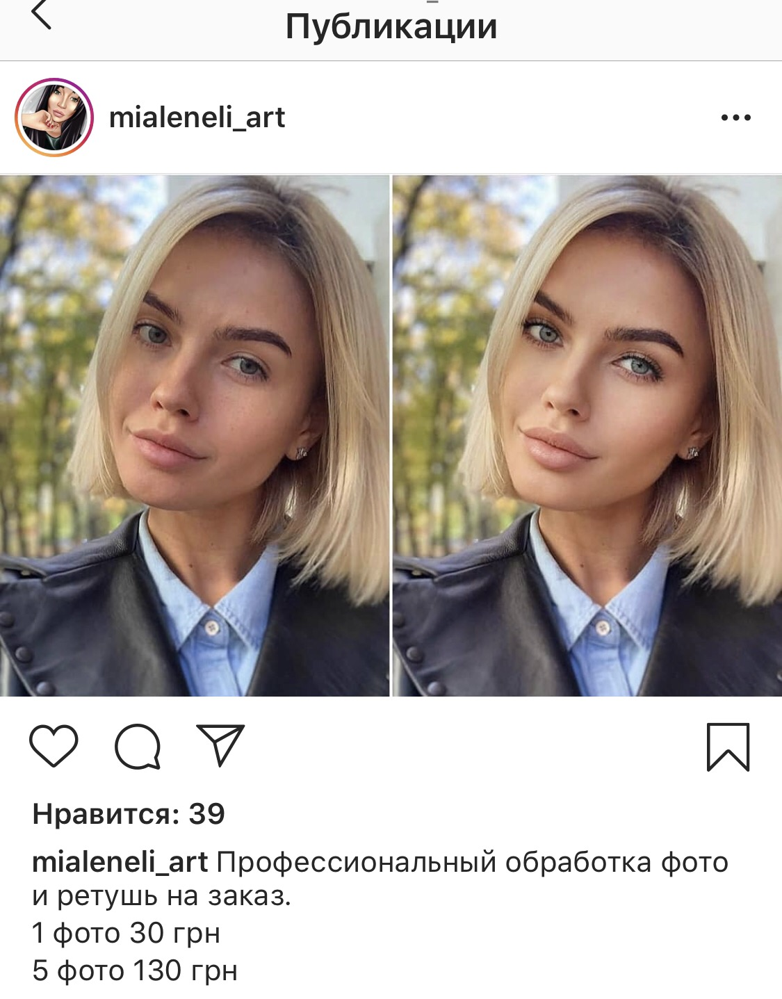 Публикации
mialeneli_art
Нравится: 39
mialeneli_art Профессиональный обработка фото
и ретушь на заказ.
1 фото 30 грн
5 фото 130 грн